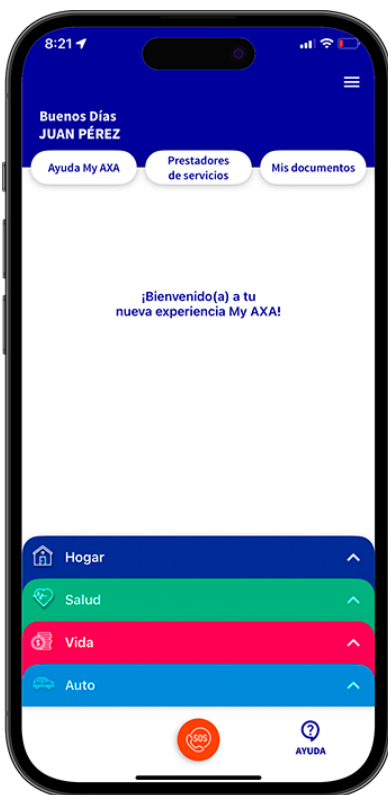 8:21
Buenos Días
JUAN PÉREZ
Ayuda My AXA
Prestadores
de servicios
Mis documentos
¡Bienvenido(a) a tu
nueva experiencia My AXA!
Hogar
Salud
Vida
Auto
SOS
AYUDA